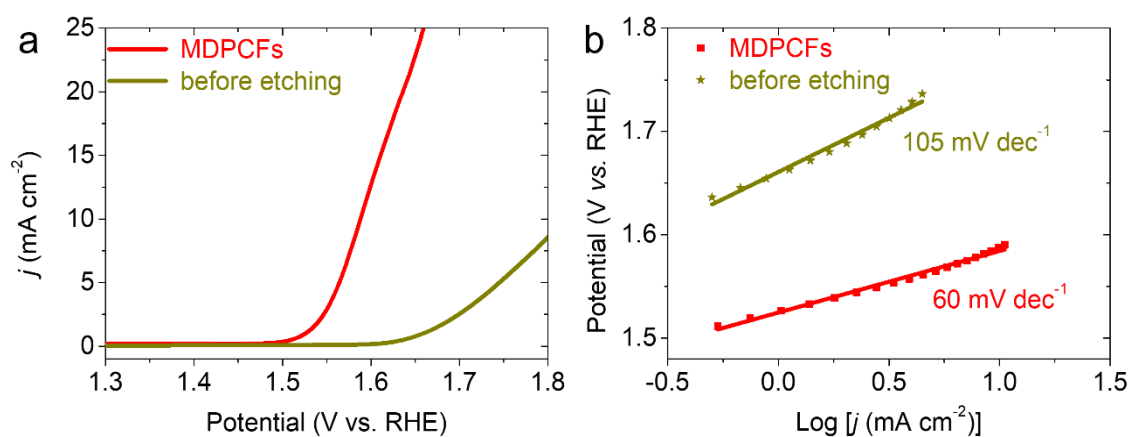 a
25
20
15
10
5
0
j (mA cm⁻²)
MDPCFs
before etching
1.3 1.4 1.5 1.6 1.7 1.8
Potential (V vs. RHE)
b
1.8
1.7
1.6
1.5
Potential (V vs. RHE)
MDPCFs
before etching
105 mV dec⁻¹
60 mV dec⁻¹
-0.5 0.0 0.5 1.0 1.5
Log [j (mA cm⁻²)]